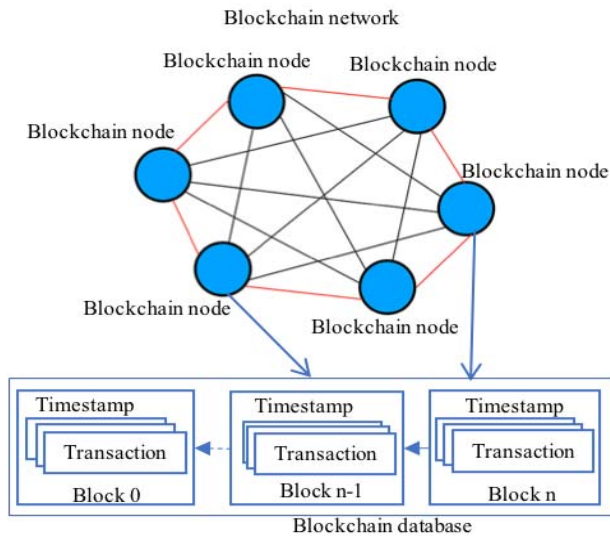 Blockchain network
Blockchain node
Blockchain node
Blockchain node
Blockchain node
Blockchain node
Blockchain node
Timestamp
Transaction
Block 0
Timestamp
Transaction
Block n-1
Timestamp
Transaction
Block n
Blockchain database